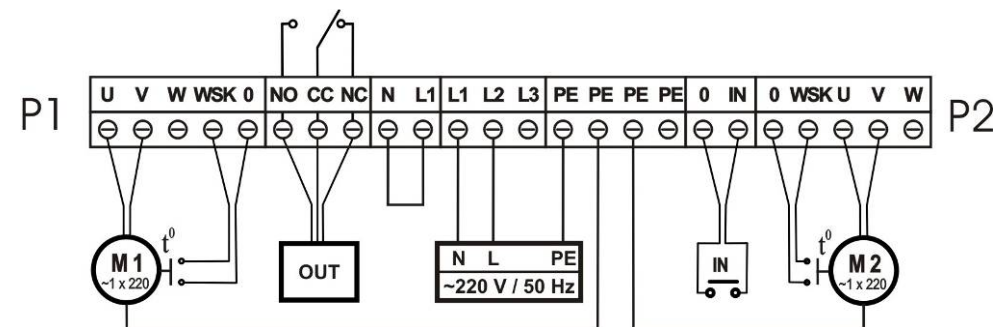 P1 U V W WSK 0 NO CC NC N L1 L1 L2 L3 PE PE PE PE 0 IN 0 WSK U V W P2
t⁰ t⁰
M 1 OUT N L PE IN M 2
~1 x 220 ~220 V / 50 Hz ~1 x 220